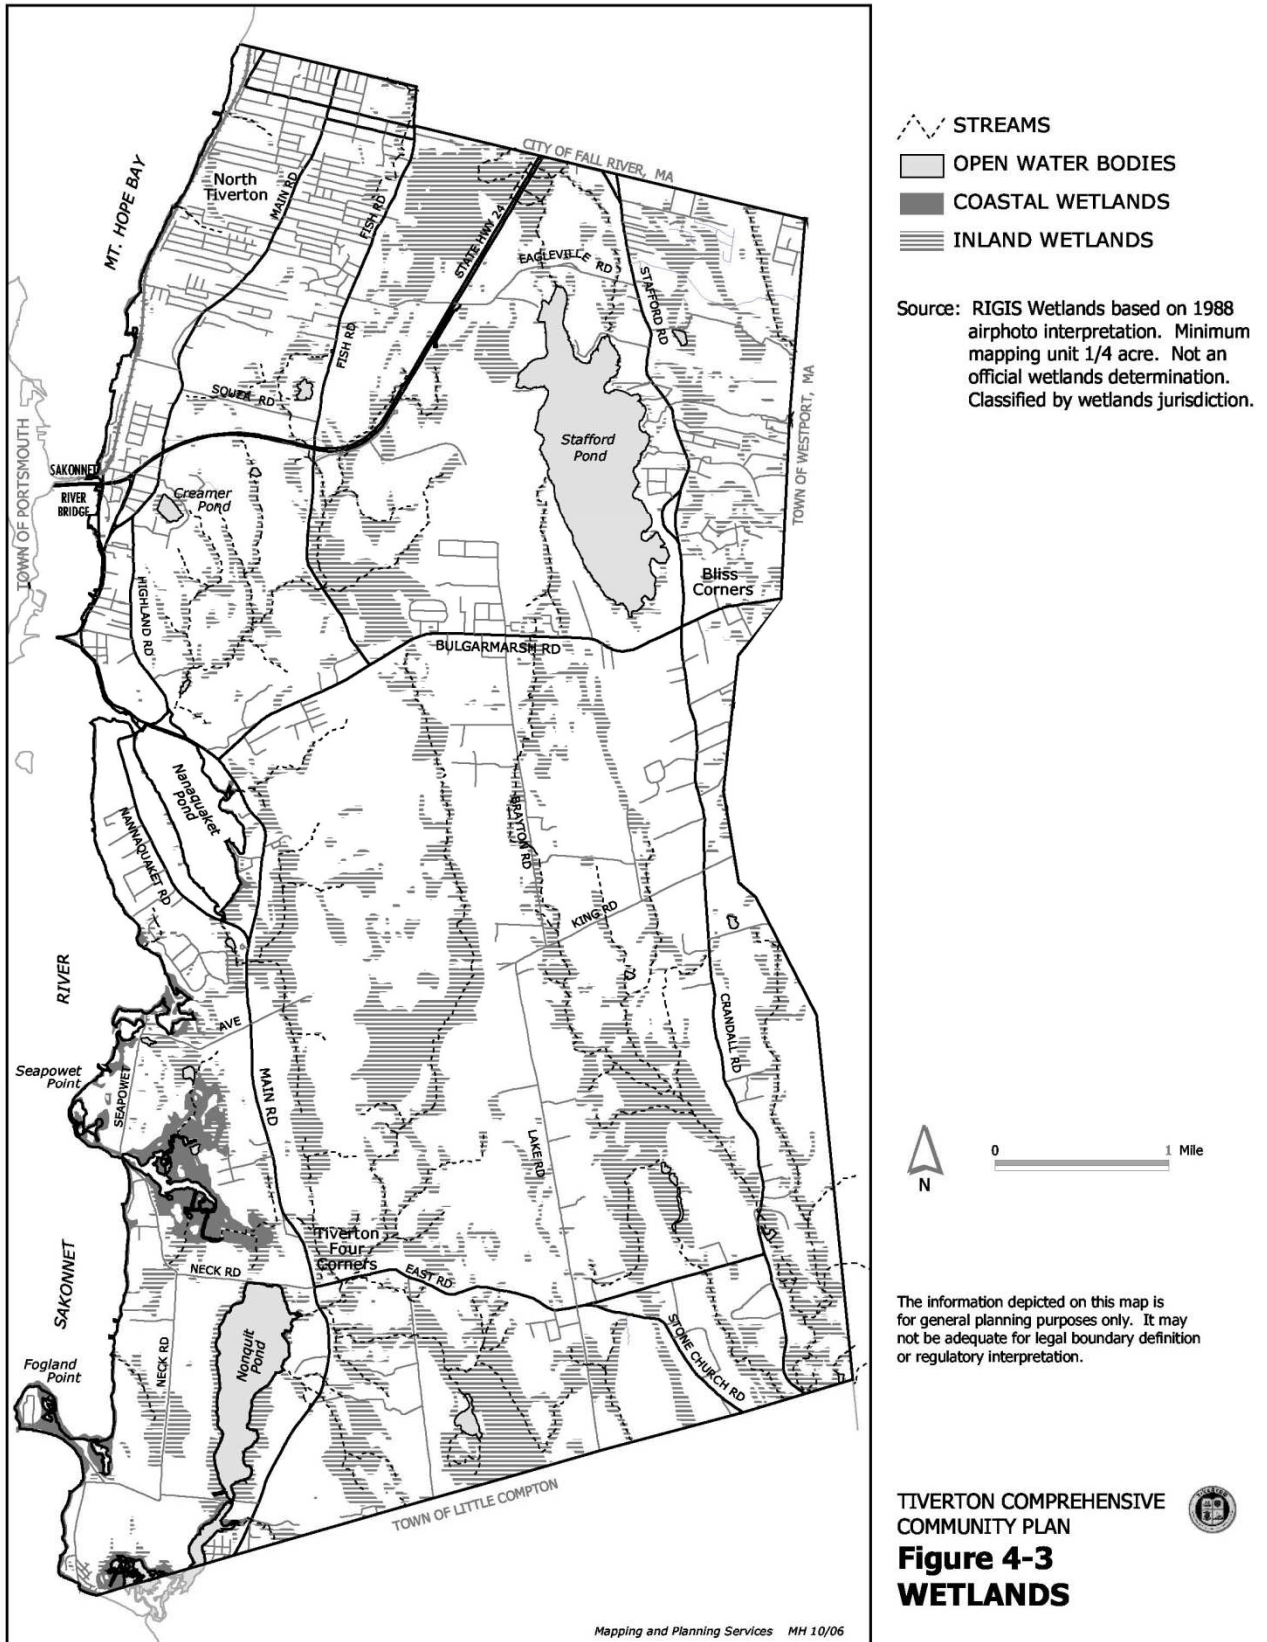 CITY OF FALL RIVER, MA
MT. HOPE BAY
North
Tiverton
MAIN RD
FISH RD
STATE HWY 24
EAGLEVILLE RD
STAFFORD RD
FISH RD
SOUZA RD
TOWN OF WESTPORT, MA
TOWN OF PORTSMOUTH
Stafford
Pond
SAKONNET
RIVER
BRIDGE
Creamer
Pond
HIGHLAND RD
Bliss
Corners
BULGARMARSH RD
Nanaquaket
Pond
NANNAQUAKET RD
BRAYTON RD
KING RD
RIVER
CRANDALL RD
AVE
Seapowet
Point
SEAPOWET
MAIN RD
LAKE RD
SAKONNET
Tiverton
Four
Corners
NECK RD
EAST RD
Nonquit
Pond
NECK RD
STONE CHURCH RD
Fogland
Point
TOWN OF LITTLE COMPTON
Mapping and Planning Services MH 10/06
STREAMS
OPEN WATER BODIES
COASTAL WETLANDS
INLAND WETLANDS
Source: RIGIS Wetlands based on 1988
airphoto interpretation. Minimum
mapping unit 1/4 acre. Not an
official wetlands determination.
Classified by wetlands jurisdiction.
0 1 Mile
N
The information depicted on this map is
for general planning purposes only. It may
not be adequate for legal boundary definition
or regulatory interpretation.
TIVERTON COMPREHENSIVE
COMMUNITY PLAN
Figure 4-3
WETLANDS